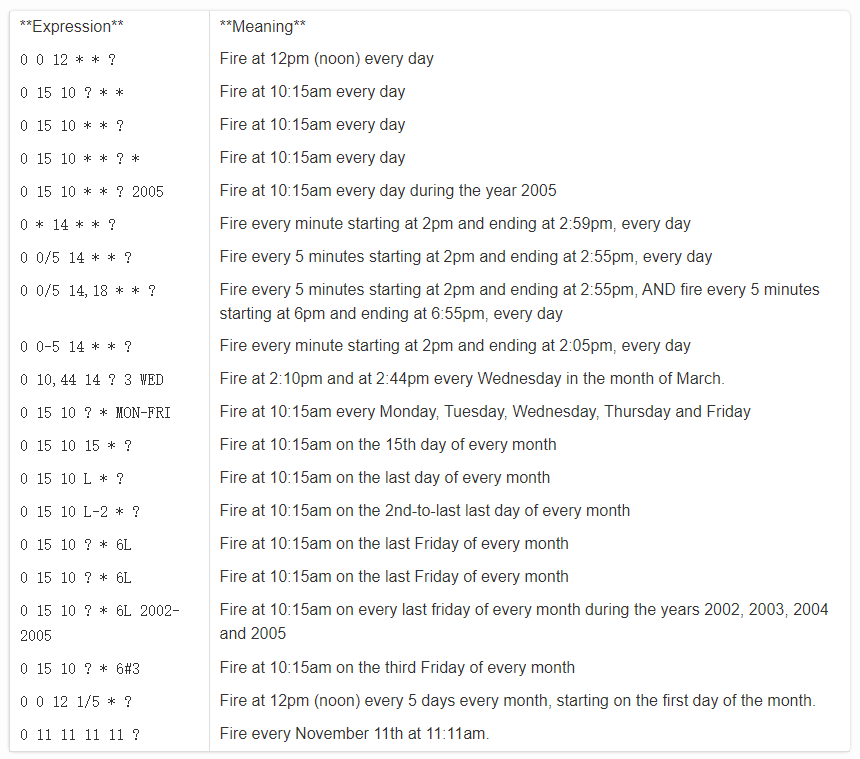 **Expression** **Meaning**
0 0 12 * * ? Fire at 12pm (noon) every day
0 15 10 ? * * Fire at 10:15am every day
0 15 10 * * ? Fire at 10:15am every day
0 15 10 * * ? * Fire at 10:15am every day
0 15 10 * * ? 2005 Fire at 10:15am every day during the year 2005
0 * 14 * * ? Fire every minute starting at 2pm and ending at 2:59pm, every day
0 0/5 14 * * ? Fire every 5 minutes starting at 2pm and ending at 2:55pm, every day
0 0/5 14,18 * * ? Fire every 5 minutes starting at 2pm and ending at 2:55pm, AND fire every 5 minutes
starting at 6pm and ending at 6:55pm, every day
0 0-5 14 * * ? Fire every minute starting at 2pm and ending at 2:05pm, every day
0 10,44 14 ? 3 WED Fire at 2:10pm and at 2:44pm every Wednesday in the month of March.
0 15 10 ? * MON-FRI Fire at 10:15am every Monday, Tuesday, Wednesday, Thursday and Friday
0 15 10 15 * ? Fire at 10:15am on the 15th day of every month
0 15 10 L * ? Fire at 10:15am on the last day of every month
0 15 10 L-2 * ? Fire at 10:15am on the 2nd-to-last last day of every month
0 15 10 ? * 6L Fire at 10:15am on the last Friday of every month
0 15 10 ? * 6L Fire at 10:15am on the last Friday of every month
0 15 10 ? * 6L 2002- Fire at 10:15am on every last friday of every month during the years 2002, 2003, 2004
2005 and 2005
0 15 10 ? * 6#3 Fire at 10:15am on the third Friday of every month
0 0 12 1/5 * ? Fire at 12pm (noon) every 5 days every month, starting on the first day of the month.
0 11 11 11 11 ? Fire every November 11th at 11:11am.